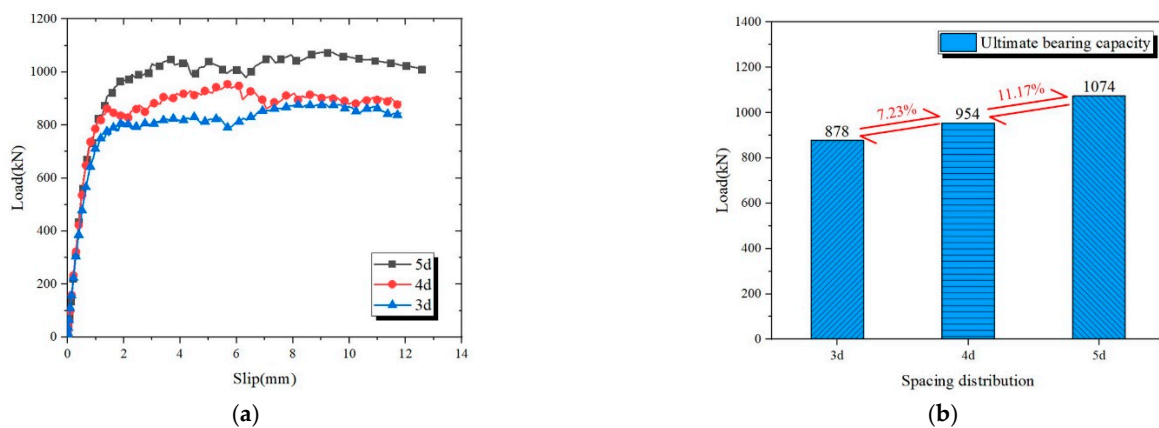 1200
1000
800
600
400
200
0
Load(kN)
0 2 4 6 8 10 12 14
Slip(mm)
5d
4d
3d
(a)
1400
1200
1000
800
600
400
200
0
Load(kN)
Ultimate bearing capacity
878
7.23%
954
11.17%
1074
3d 4d 5d
Spacing distribution
(b)